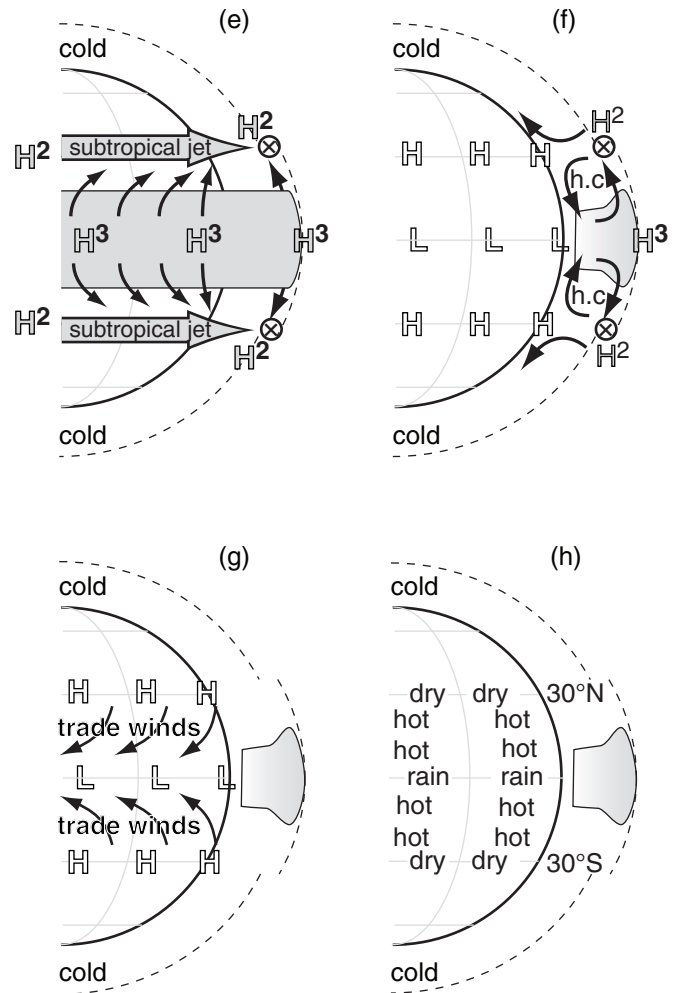 (e)
cold
H2
H2 subtropical jet
H3 H3 H3
H2 subtropical jet
H2
cold
(f)
cold
H2
H H H
h.c
L L L H3
h.c
H H H
H2
cold
(g)
cold
H H H
trade winds
L L L
trade winds
H H H
cold
(h)
cold
dry dry 30°N
hot hot
hot hot
rain rain
hot hot
hot hot
dry dry 30°S
cold